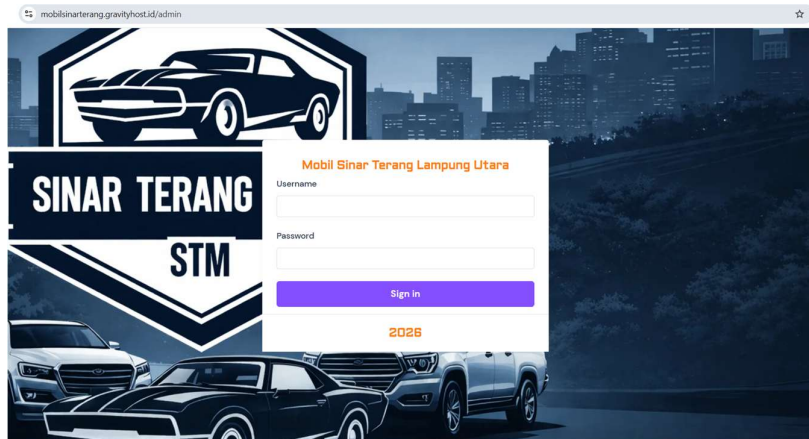 mobilsinarterang.gravityhost.id/admin
SINAR TERANG
STM
Mobil Sinar Terang Lampung Utara
Username
Password
Sign in
2026